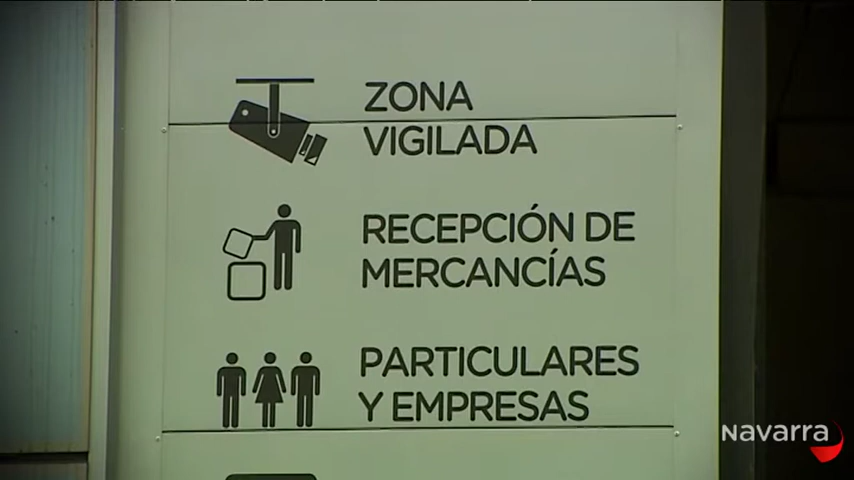 ZONA
VIGILADA
RECEPCIÓN DE
MERCANCÍAS
PARTICULARES
Y EMPRESAS
Navarra